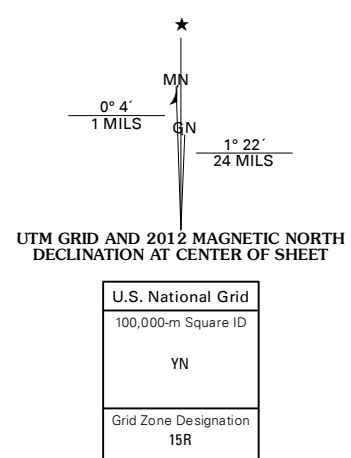 ★
MN
0° 4´
1 MILS
GN
1° 22´
24 MILS
UTM GRID AND 2012 MAGNETIC NORTH
DECLINATION AT CENTER OF SHEET
U.S. National Grid
100,000-m Square ID
YN
Grid Zone Designation
15R